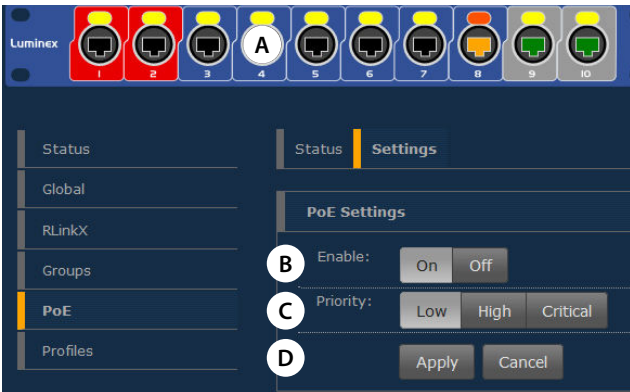 Luminex
A
1 2 3 4 5 6 7 8 9 10
Status
Global
RLinkX
Groups
PoE
Profiles
Status Settings
PoE Settings
B Enable: On Off
C Priority: Low High Critical
D Apply Cancel